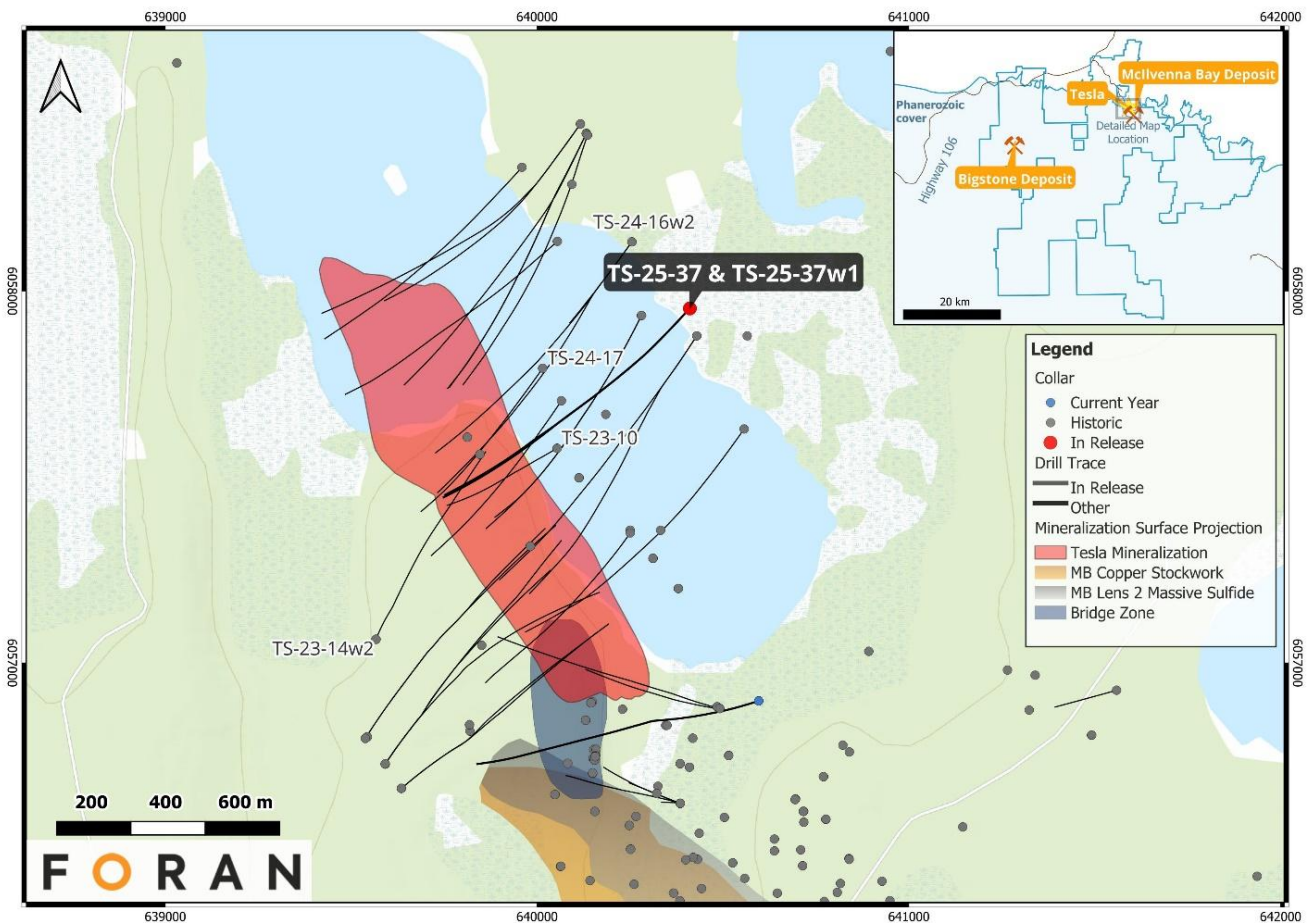 639000
640000
641000
642000
McIlvenna Bay Deposit
Tesla
Phanerozoic
cover
Detailed Map
Location
Highway 106
Bigstone Deposit
20 km
TS-24-16w2
TS-25-37 & TS-25-37w1
6058000
6058000
TS-24-17
TS-23-10
TS-23-14w2
6057000
6057000
Legend
Collar
Current Year
Historic
In Release
Drill Trace
In Release
Other
Mineralization Surface Projection
Tesla Mineralization
MB Copper Stockwork
MB Lens 2 Massive Sulfide
Bridge Zone
200 400 600 m
FORAN
639000
640000
641000
642000